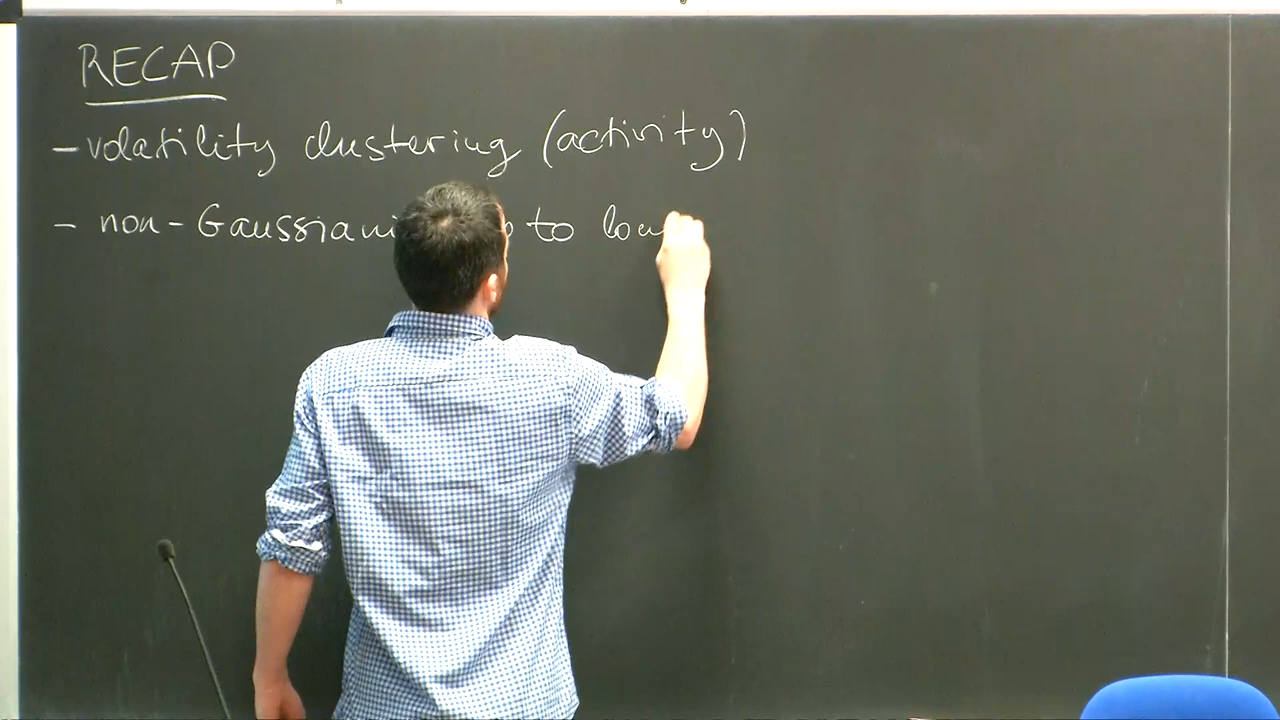 RECAP
- volatility clustering (activity)
- non-Gaussiani to